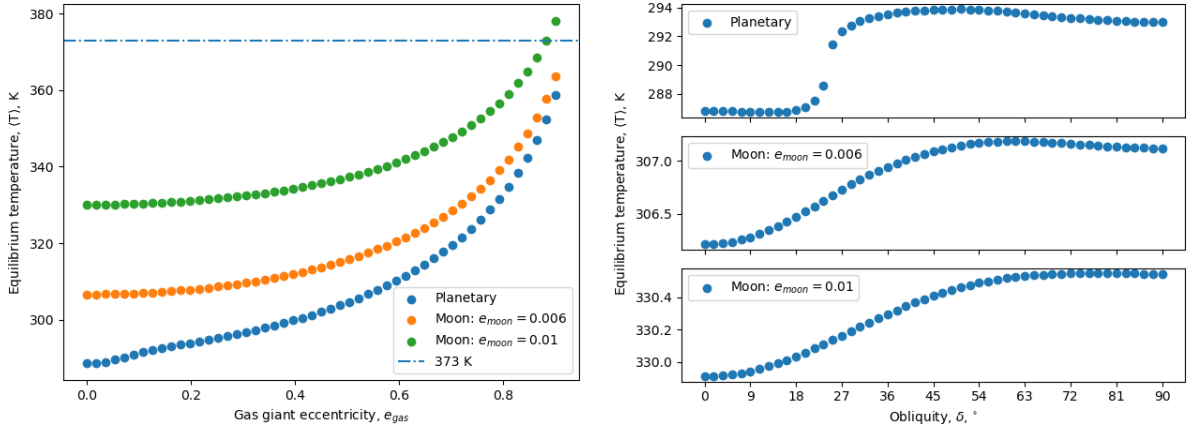 380
360
340
320
300
Equilibrium temperature, ⟨T⟩, K
Planetary
Moon: e_moon = 0.006
Moon: e_moon = 0.01
373 K
0.0 0.2 0.4 0.6 0.8
Gas giant eccentricity, e_gas
294
292
290
288
Planetary
307.0
306.5
Moon: e_moon = 0.006
Equilibrium temperature, ⟨T⟩, K
330.4
330.2
330.0
Moon: e_moon = 0.01
0 9 18 27 36 45 54 63 72 81 90
Obliquity, δ, °